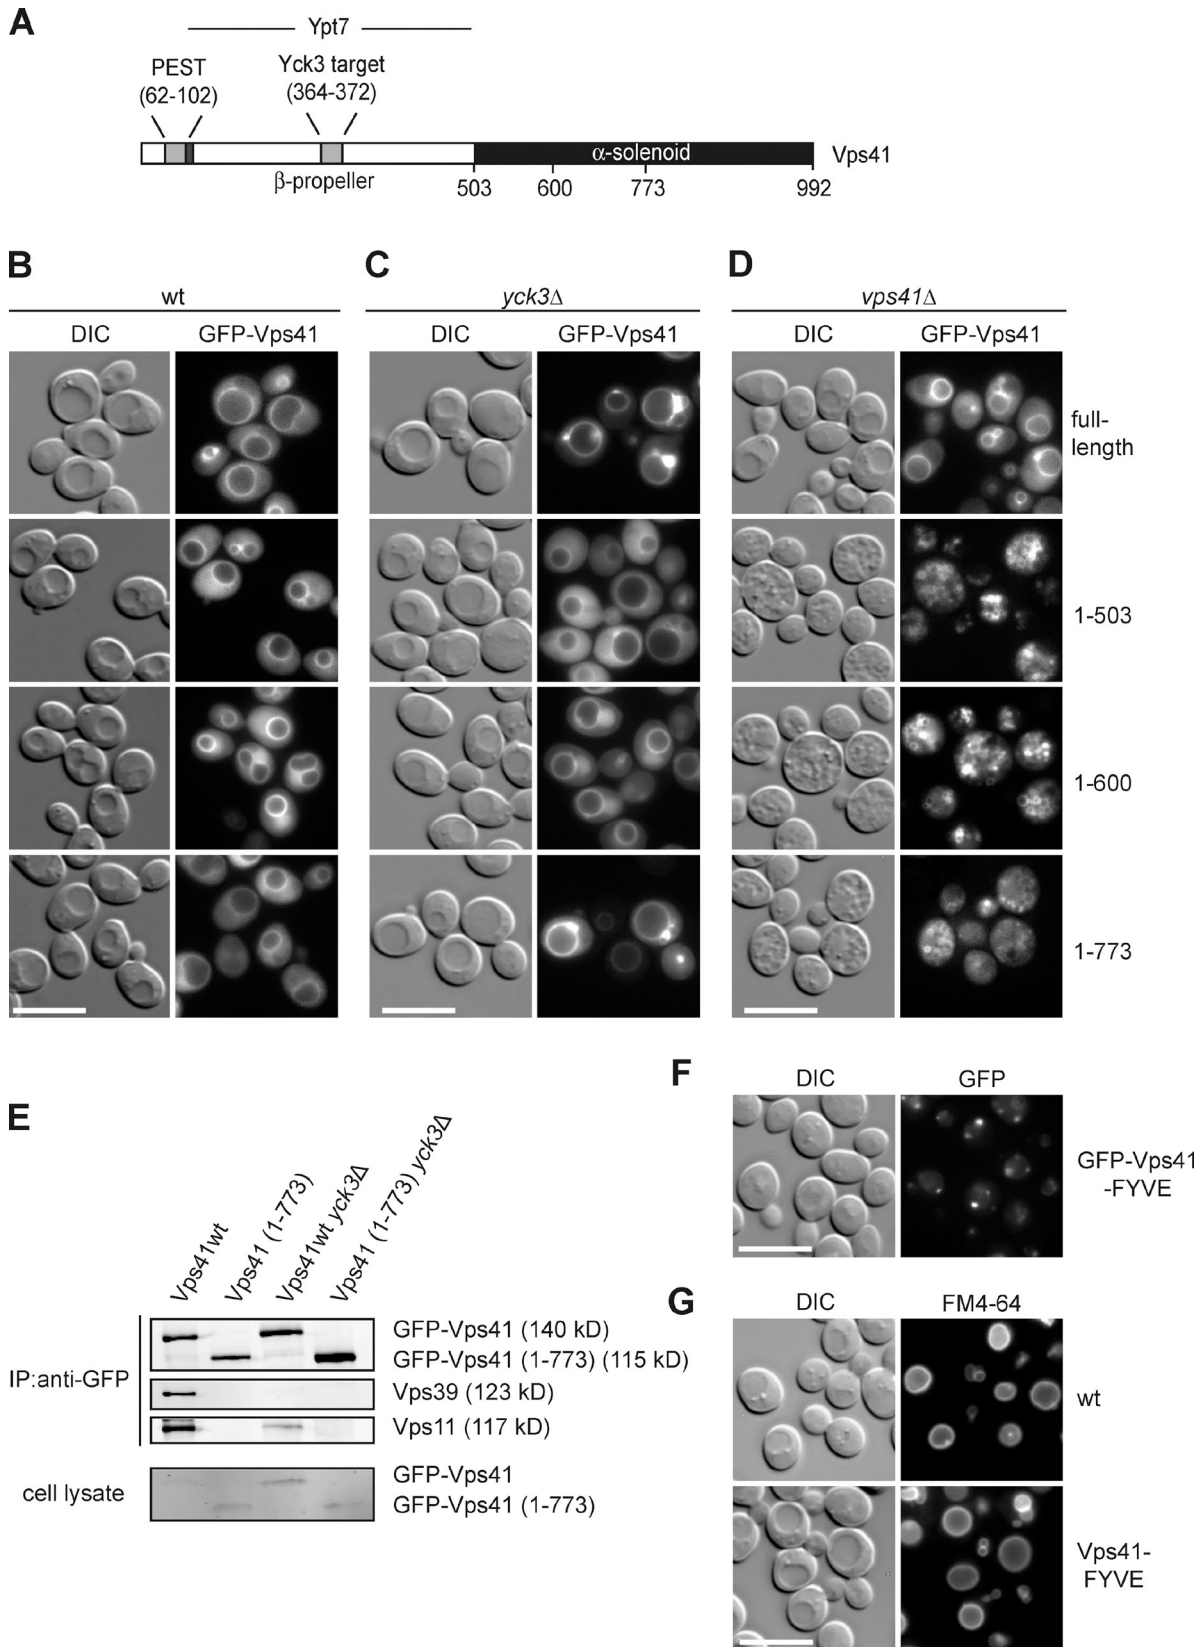 A
Ypt7
PEST
(62-102)
Yck3 target
(364-372)
α-solenoid
Vps41
β-propeller
503
600
773
992
B
C
D
wt
yck3Δ
vps41Δ
DIC
GFP-Vps41
DIC
GFP-Vps41
DIC
GFP-Vps41
full-
length
1-503
1-600
1-773
E
Vps41wt
Vps41 (1-773)
Vps41wt yck3Δ
Vps41 (1-773) yck3Δ
IP:anti-GFP
GFP-Vps41 (140 kD)
GFP-Vps41 (1-773) (115 kD)
Vps39 (123 kD)
Vps11 (117 kD)
cell lysate
GFP-Vps41
GFP-Vps41 (1-773)
F
DIC
GFP
GFP-Vps41
-FYVE
G
DIC
FM4-64
wt
Vps41-
FYVE